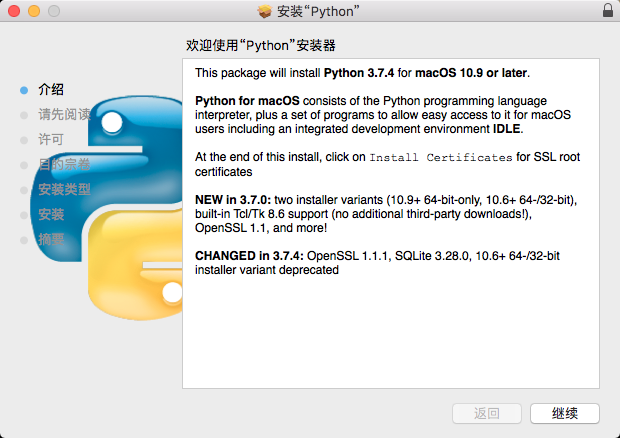 安装“Python”
欢迎使用“Python”安装器
介绍
请先阅读
许可
目的宗卷
安装类型
安装
摘要
This package will install Python 3.7.4 for macOS 10.9 or later.
Python for macOS consists of the Python programming language
interpreter, plus a set of programs to allow easy access to it for macOS
users including an integrated development environment IDLE.
At the end of this install, click on Install Certificates for SSL root
certificates
NEW in 3.7.0: two installer variants (10.9+ 64-bit-only, 10.6+ 64-/32-bit),
built-in Tcl/Tk 8.6 support (no additional third-party downloads!),
OpenSSL 1.1, and more!
CHANGED in 3.7.4: OpenSSL 1.1.1, SQLite 3.28.0, 10.6+ 64-/32-bit
installer variant deprecated
返回
继续